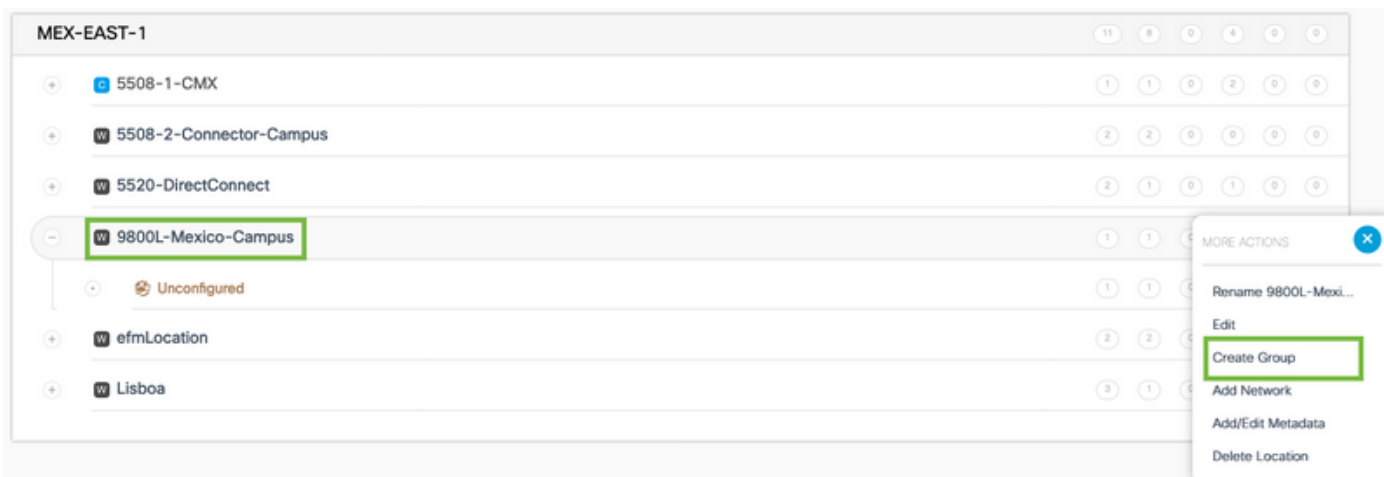 MEX-EAST-1 11 6 0 4 0 0
C 5508-1-CMX 1 1 0 2 0 0
W 5508-2-Connector-Campus 2 2 0 0 0 0
W 5520-DirectConnect 2 1 0 1 0 0
W 9800L-Mexico-Campus 1 1
MORE ACTIONS
Unconfigured 1 1
Rename 9800L-Mexi...
Edit
W efmLocation 2 2
Create Group
W Lisboa 3 1
Add Network
Add/Edit Metadata
Delete Location